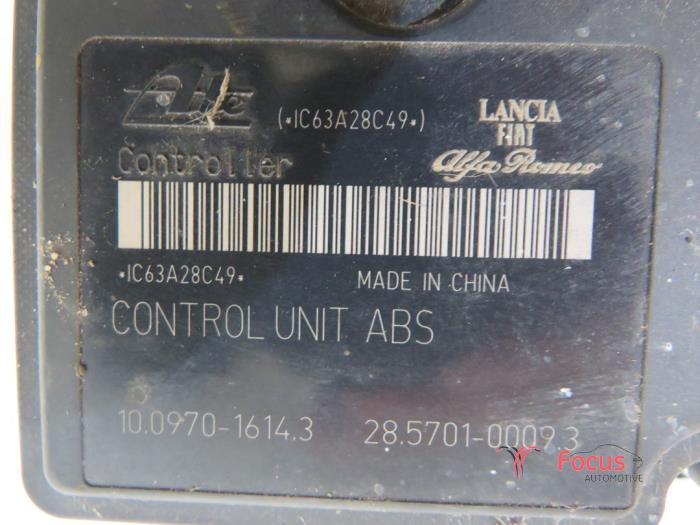 Ate
(*IC63A28C49*)
LANCIA
FIAT
Alfa Romeo
Controller
*IC63A28C49*
MADE IN CHINA
CONTROL UNIT ABS
10.0970-1614.3
28.5701-0009.3
Focus
AUTOMOTIVE